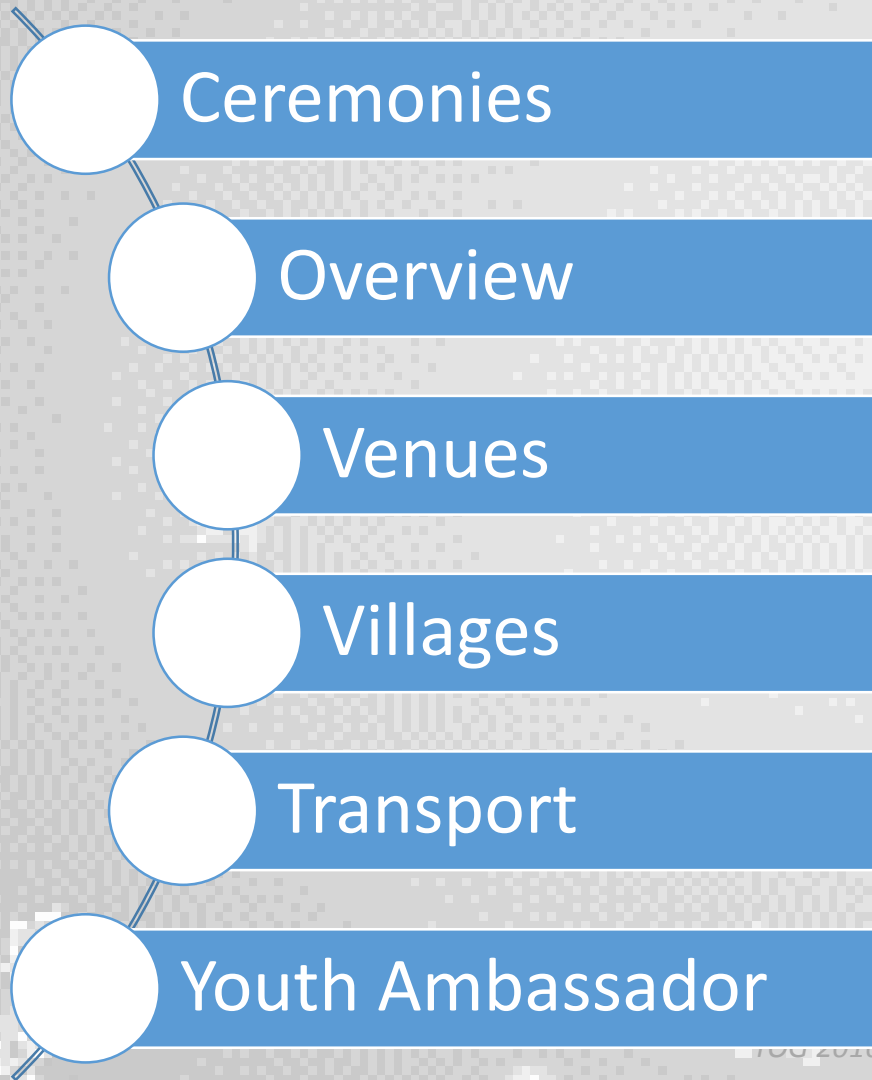 Ceremonies
Overview
Venues
Villages
Transport
Youth Ambassador